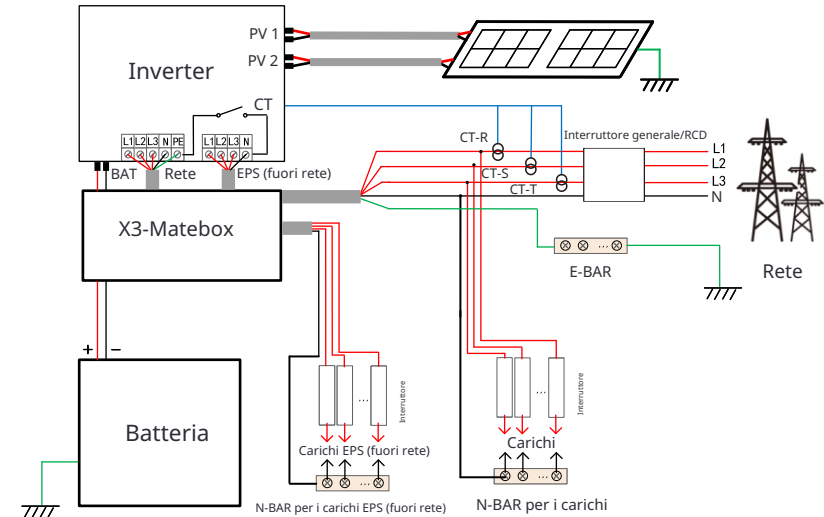 PV 1
PV 2
Inverter
CT
L1 L2 L3 N PE
L1 L2 L3 N
BAT
Rete
EPS (fuori rete)
CT-R
CT-S
CT-T
Interruttore generale/RCD
L1
L2
L3
N
X3-Matebox
E-BAR
Rete
+ −
Batteria
...
Interruttore
...
Interruttore
Carichi EPS (fuori rete)
Carichi
...
N-BAR per i carichi EPS (fuori rete)
...
N-BAR per i carichi
...